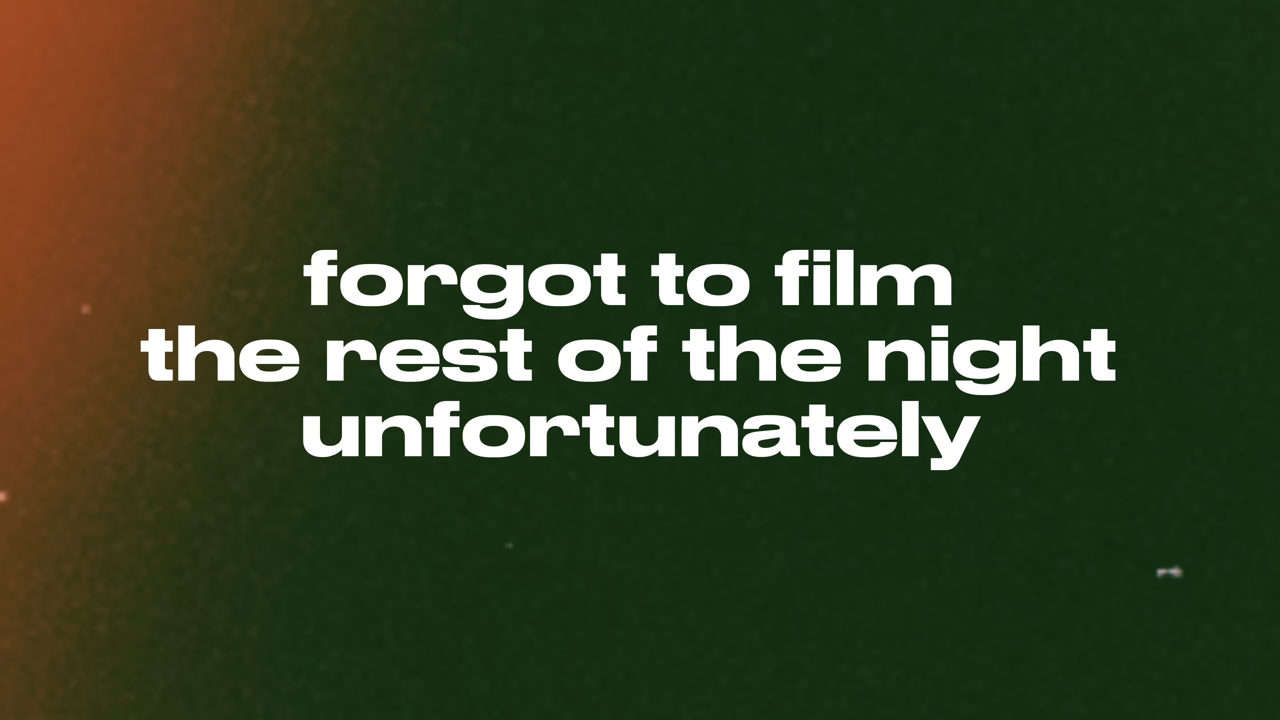 forgot to film
the rest of the night
unfortunately